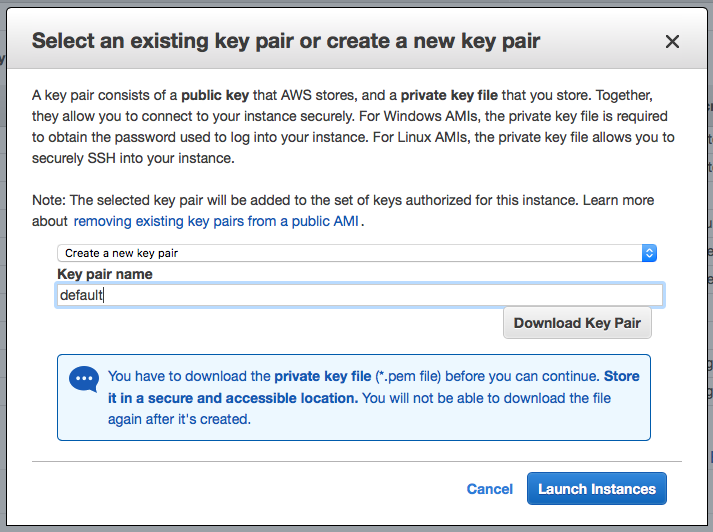 Select an existing key pair or create a new key pair
A key pair consists of a public key that AWS stores, and a private key file that you store. Together,
they allow you to connect to your instance securely. For Windows AMIs, the private key file is required
to obtain the password used to log into your instance. For Linux AMIs, the private key file allows you to
securely SSH into your instance.
Note: The selected key pair will be added to the set of keys authorized for this instance. Learn more
about removing existing key pairs from a public AMI .
Create a new key pair
Key pair name
default
Download Key Pair
You have to download the private key file (*.pem file) before you can continue. Store
it in a secure and accessible location. You will not be able to download the file
again after it's created.
Cancel
Launch Instances